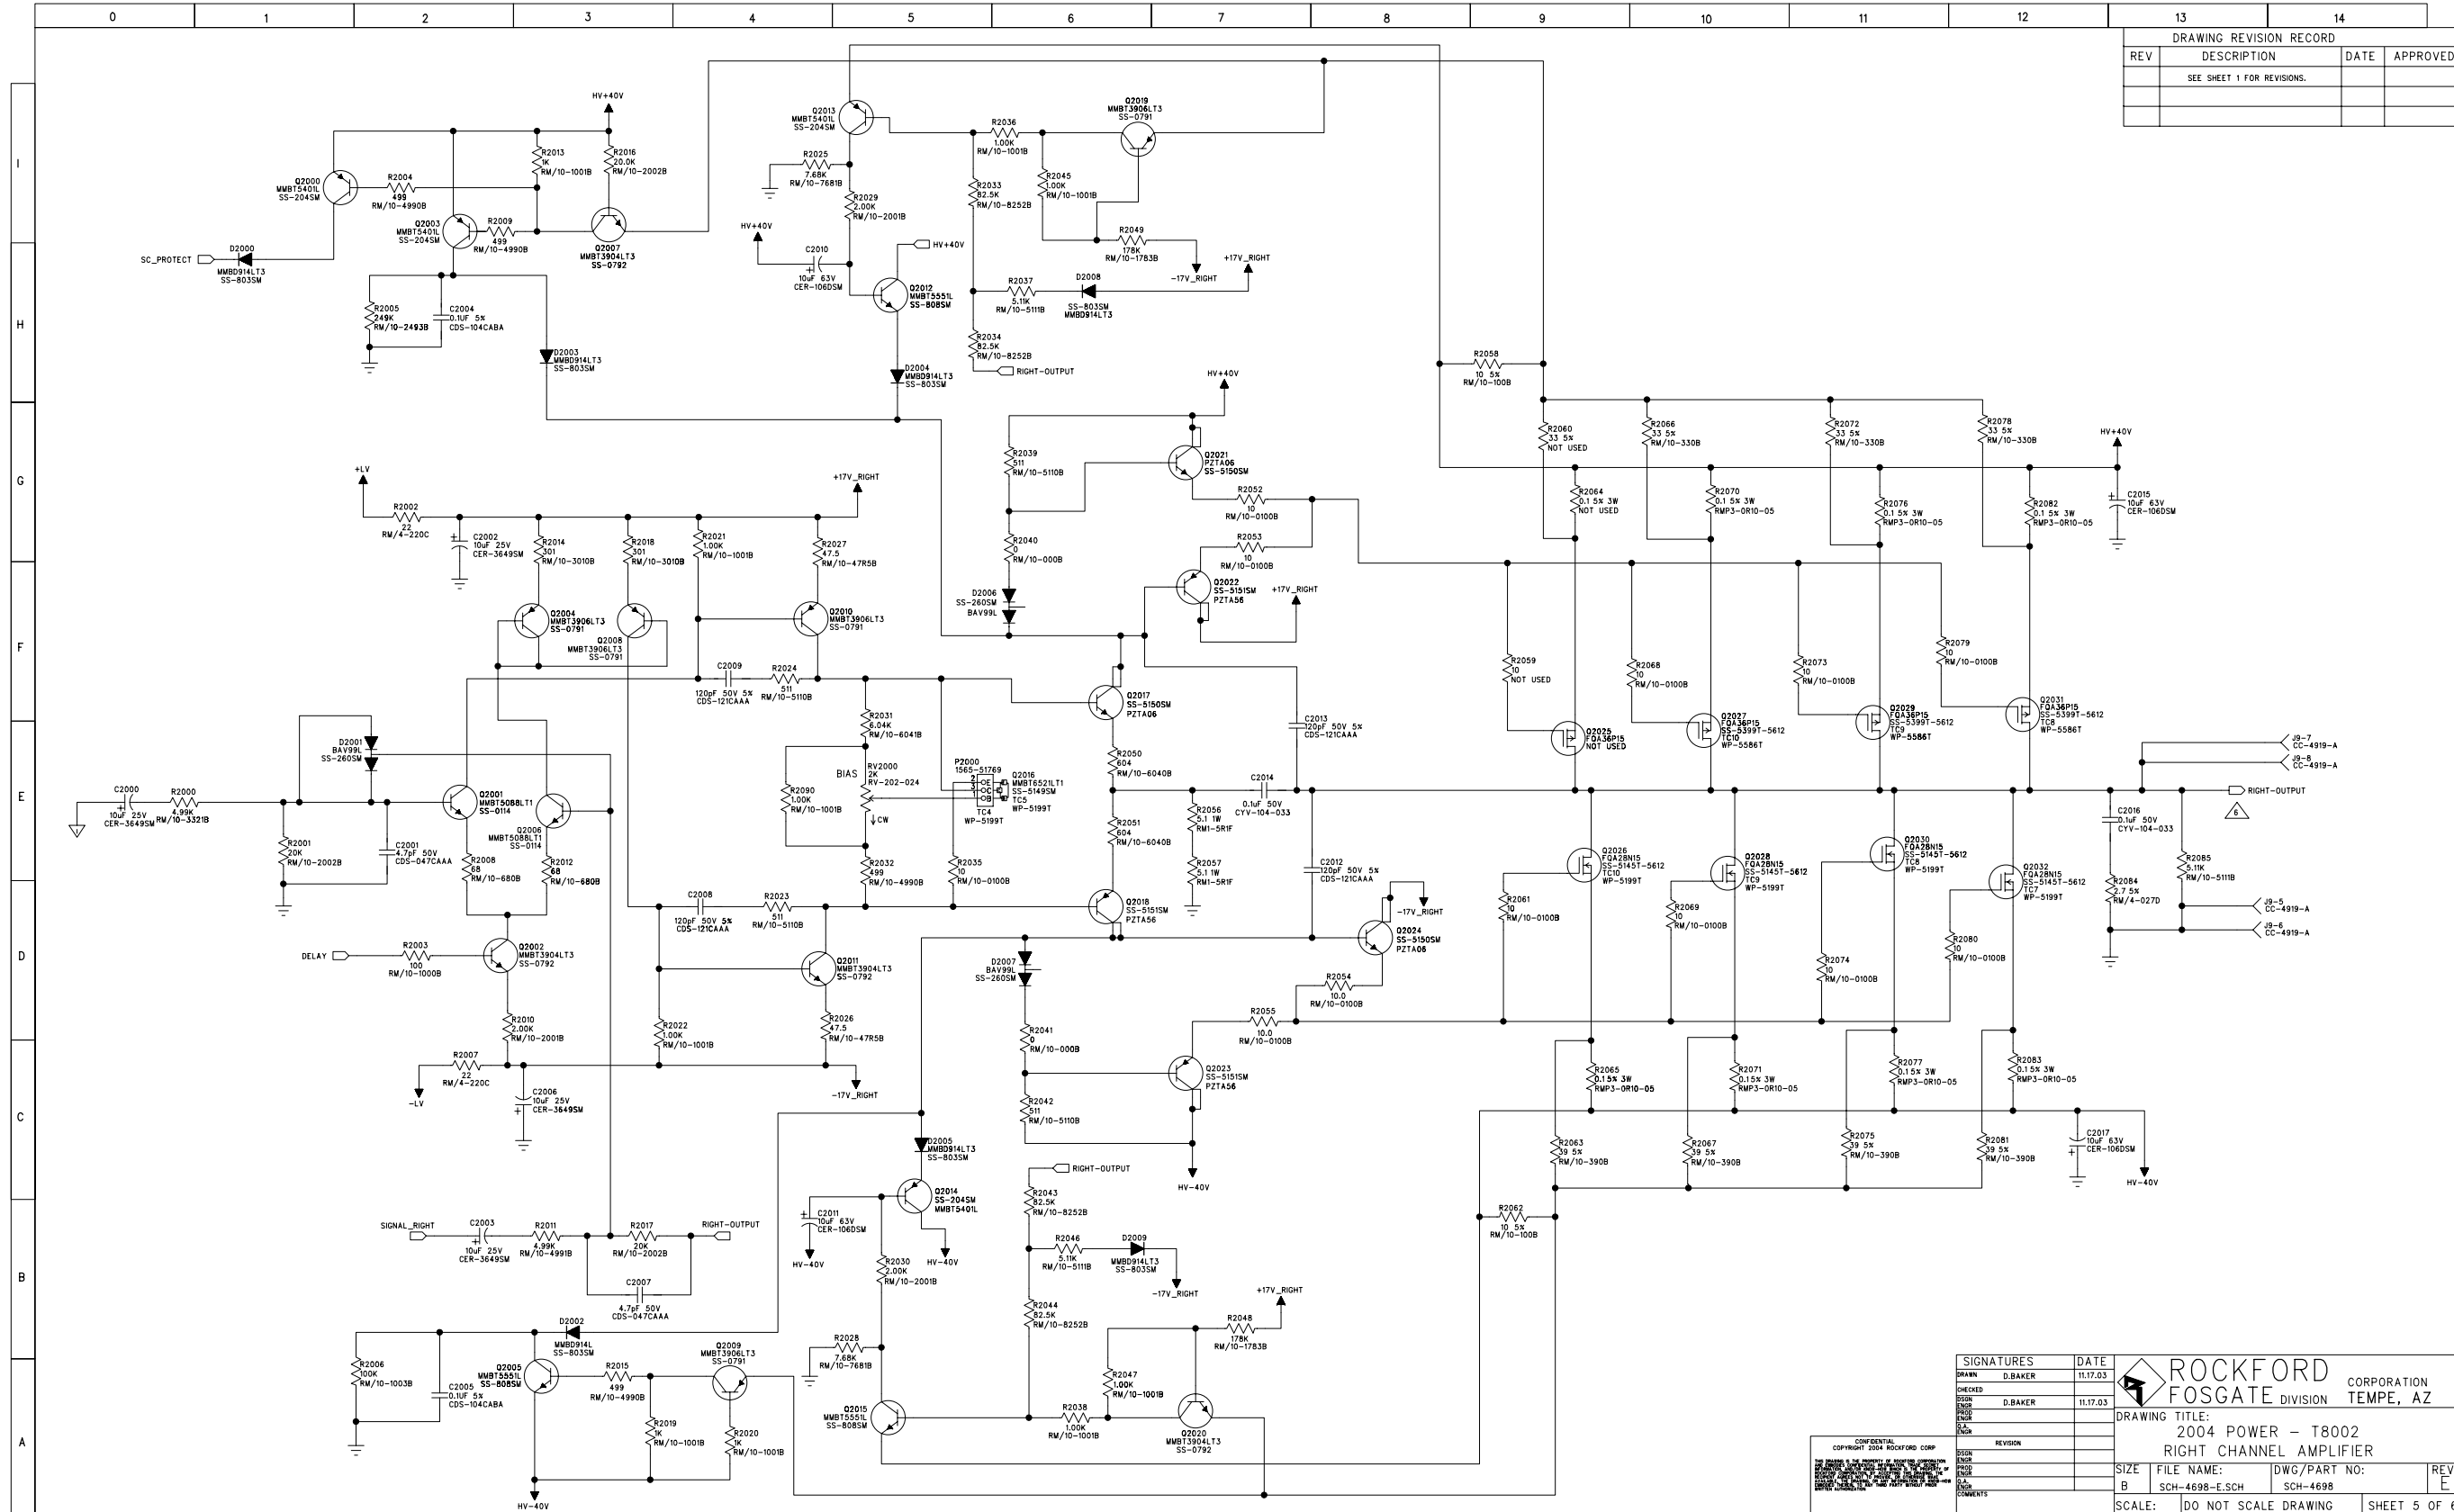 0 1 2 3 4 5 6 7 8 9 10 11 12 13 14
I
H
G
F
E
D
C
B
A
DRAWING REVISION RECORD
REV DESCRIPTION DATE APPROVED
SEE SHEET 1 FOR REVISIONS.
HV+40V
R2013
1K
RM/10-1001B
R2016
20.0K
RM/10-2002B
Q2000
MMBT5401L
SS-204SM
R2004
499
RM/10-4990B
Q2003
MMBT5401L
SS-204SM
R2009
499
RM/10-4990B
Q2007
MMBT3904LT3
SS-0792
SC_PROTECT
D2000
MMBD914LT3
SS-803SM
R2005
249K
RM/10-2493B
C2004
0.1UF 5%
CDS-104CABA
D2003
MMBD914LT3
SS-803SM
Q2013
MMBT5401L
SS-204SM
R2025
7.68K
RM/10-7681B
R2029
2.00K
RM/10-2001B
HV+40V
C2010
10uF 63V
CER-106DSM
HV+40V
Q2012
MMBT5551L
SS-808SM
D2004
MMBD914LT3
SS-803SM
R2036
1.00K
RM/10-1001B
Q2019
MMBT3906LT3
SS-0791
R2033
82.5K
RM/10-8252B
R2045
1.00K
RM/10-1001B
R2049
178K
RM/10-1783B
-17V_RIGHT
+17V_RIGHT
R2037
5.11K
RM/10-5111B
D2008
SS-803SM
MMBD914LT3
R2034
82.5K
RM/10-8252B
RIGHT-OUTPUT
R2058
10 5%
RM/10-100B
HV+40V
R2039
511
RM/10-5110B
Q2021
PZTA06
SS-5150SM
R2052
10
RM/10-0100B
R2040
0
RM/10-000B
R2053
10
RM/10-0100B
D2006
SS-260SM
BAV99L
Q2022
SS-5151SM
PZTA56
+17V_RIGHT
R2060
33 5%
NOT USED
R2066
33 5%
RM/10-330B
R2072
33 5%
RM/10-330B
R2078
33 5%
RM/10-330B
HV+40V
R2064
0.1 5% 3W
NOT USED
R2070
0.1 5% 3W
RMP3-0R10-05
R2076
0.1 5% 3W
RMP3-0R10-05
R2082
0.1 5% 3W
RMP3-0R10-05
C2015
10uF 63V
CER-106DSM
+LV
R2002
22
RM/4-220C
C2002
10uF 25V
CER-3649SM
R2014
301
RM/10-3010B
R2018
301
RM/10-3010B
R2021
1.00K
RM/10-1001B
+17V_RIGHT
R2027
47.5
RM/10-47R5B
Q2004
MMBT3906LT3
SS-0791
Q2008
MMBT3906LT3
SS-0791
Q2010
MMBT3906LT3
SS-0791
C2009
120pF 50V 5%
CDS-121CAAA
R2024
511
RM/10-5110B
Q2017
SS-5150SM
PZTA06
R2059
10
NOT USED
R2068
10
RM/10-0100B
R2073
10
RM/10-0100B
R2079
10
RM/10-0100B
Q2025
FQA36P15
NOT USED
Q2027
FQA36P15
SS-5399T-5612
TC10
WP-5586T
Q2029
FQA36P15
SS-5399T-5612
TC9
WP-5586T
Q2031
FQA36P15
SS-5399T-5612
TC8
WP-5586T
J9-7
CC-4919-A
J9-8
CC-4919-A
RIGHT-OUTPUT
6
D2001
BAV99L
SS-260SM
C2000
10uF 25V
CER-3649SM
R2000
4.99K
RM/10-3321B
Q2001
MMBT5088LT1
SS-0114
Q2006
MMBT5088LT1
SS-0114
R2001
20K
RM/10-2002B
C2001
4.7pF 50V
CDS-047CAAA
R2008
68
RM/10-680B
R2012
68
RM/10-680B
R2031
6.04K
RM/10-6041B
BIAS
RV2000
2K
RV-202-024
CW
R2090
1.00K
RM/10-1001B
P2000
1565-51769
2 E
3 C
1 B
TC4
WP-5199T
Q2016
MMBT6521LT1
SS-5149SM
TC5
WP-5199T
R2050
604
RM/10-6040B
R2051
604
RM/10-6040B
C2013
120pF 50V 5%
CDS-121CAAA
C2014
0.1uF 50V
CYV-104-033
R2056
5.1 1W
RM1-5R1F
R2057
5.1 1W
RM1-5R1F
C2012
120pF 50V 5%
CDS-121CAAA
R2032
499
RM/10-4990B
R2035
10
RM/10-0100B
C2008
120pF 50V 5%
CDS-121CAAA
R2023
511
RM/10-5110B
Q2018
SS-5151SM
PZTA56
-17V_RIGHT
Q2024
SS-5150SM
PZTA06
Q2026
FQA28N15
SS-5145T-5612
TC10
WP-5199T
Q2028
FQA28N15
SS-5145T-5612
TC9
WP-5199T
Q2030
FQA28N15
SS-5145T-5612
TC8
WP-5199T
Q2032
FQA28N15
SS-5145T-5612
TC7
WP-5199T
C2016
0.1uF 50V
CYV-104-033
R2085
5.11K
RM/10-5111B
R2084
2.7 5%
RM/4-027D
J9-5
CC-4919-A
J9-6
CC-4919-A
R2061
10
RM/10-0100B
R2069
10
RM/10-0100B
R2074
10
RM/10-0100B
R2080
10
RM/10-0100B
DELAY
R2003
100
RM/10-1000B
Q2002
MMBT3904LT3
SS-0792
Q2011
MMBT3904LT3
SS-0792
D2007
BAV99L
SS-260SM
R2054
10.0
RM/10-0100B
R2055
10.0
RM/10-0100B
R2010
2.00K
RM/10-2001B
R2022
1.00K
RM/10-1001B
R2026
47.5
RM/10-47R5B
R2041
0
RM/10-000B
R2007
22
RM/4-220C
-LV
C2006
10uF 25V
CER-3649SM
-17V_RIGHT
Q2023
SS-5151SM
PZTA56
R2042
511
RM/10-5110B
HV-40V
R2065
0.1 5% 3W
RMP3-0R10-05
R2071
0.1 5% 3W
RMP3-0R10-05
R2077
0.1 5% 3W
RMP3-0R10-05
R2083
0.1 5% 3W
RMP3-0R10-05
R2063
39 5%
RM/10-390B
R2067
39 5%
RM/10-390B
R2075
39 5%
RM/10-390B
R2081
39 5%
RM/10-390B
C2017
10uF 63V
CER-106DSM
HV-40V
R2062
10 5%
RM/10-100B
D2005
MMBD914LT3
SS-803SM
Q2014
SS-204SM
MMBT5401L
C2011
10uF 63V
CER-106DSM
HV-40V
HV-40V
RIGHT-OUTPUT
R2043
82.5K
RM/10-8252B
R2046
5.11K
RM/10-5111B
D2009
MMBD914LT3
SS-803SM
-17V_RIGHT
R2044
82.5K
RM/10-8252B
R2030
2.00K
RM/10-2001B
+17V_RIGHT
R2048
178K
RM/10-1783B
SIGNAL_RIGHT
C2003
10uF 25V
CER-3649SM
R2011
4.99K
RM/10-4991B
R2017
20K
RM/10-2002B
RIGHT-OUTPUT
C2007
4.7pF 50V
CDS-047CAAA
D2002
MMBD914L
SS-803SM
R2006
100K
RM/10-1003B
C2005
0.1UF 5%
CDS-104CABA
Q2005
MMBT5551L
SS-808SM
R2015
499
RM/10-4990B
Q2009
MMBT3906LT3
SS-0791
R2019
1K
RM/10-1001B
R2020
1K
RM/10-1001B
HV-40V
R2028
7.68K
RM/10-7681B
Q2015
MMBT5551L
SS-808SM
R2047
1.00K
RM/10-1001B
R2038
1.00K
RM/10-1001B
Q2020
MMBT3904LT3
SS-0792
CONFIDENTIAL
COPYRIGHT 2004 ROCKFORD CORP
SIGNATURES DATE
DRAWN D.BAKER 11.17.03
CHECKED
DSGN ENGR D.BAKER 11.17.03
PROD ENGR
Q.A. ENGR
REVISION
DSGN ENGR
PROD ENGR
Q.A. ENGR
COMMENTS
ROCKFORD CORPORATION
FOSGATE DIVISION TEMPE, AZ
DRAWING TITLE:
2004 POWER - T8002
RIGHT CHANNEL AMPLIFIER
SIZE B FILE NAME: SCH-4698-E.SCH DWG/PART NO: SCH-4698 REV E
SCALE: DO NOT SCALE DRAWING SHEET 5 OF 6